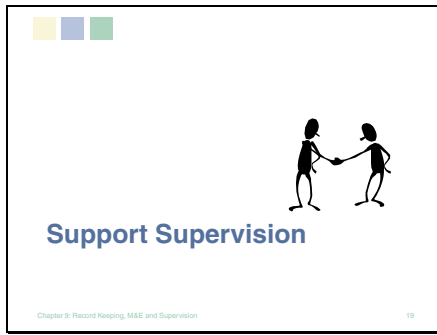 Support Supervision
Chapter 9: Record Keeping, M&E and Supervision 19